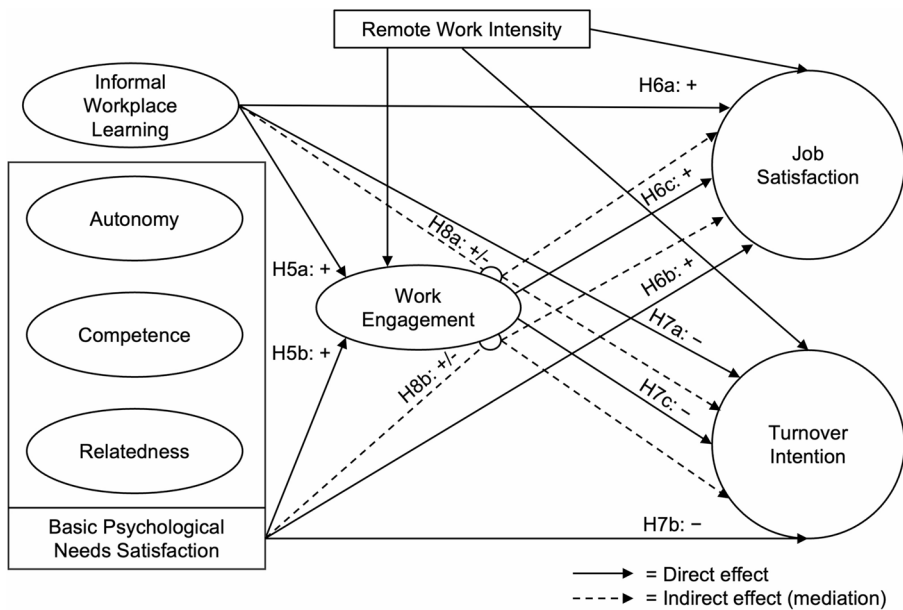 Remote Work Intensity
Informal
Workplace
Learning
H6a: +
Job
Satisfaction
Autonomy
H8a: +/-
H6c: +
H5a: +
Work
Engagement
H6b: +
Competence
H5b: +
H8b: +/-
H7a: −
H7c: −
Relatedness
Turnover
Intention
Basic Psychological
Needs Satisfaction
H7b: −
= Direct effect
= Indirect effect (mediation)